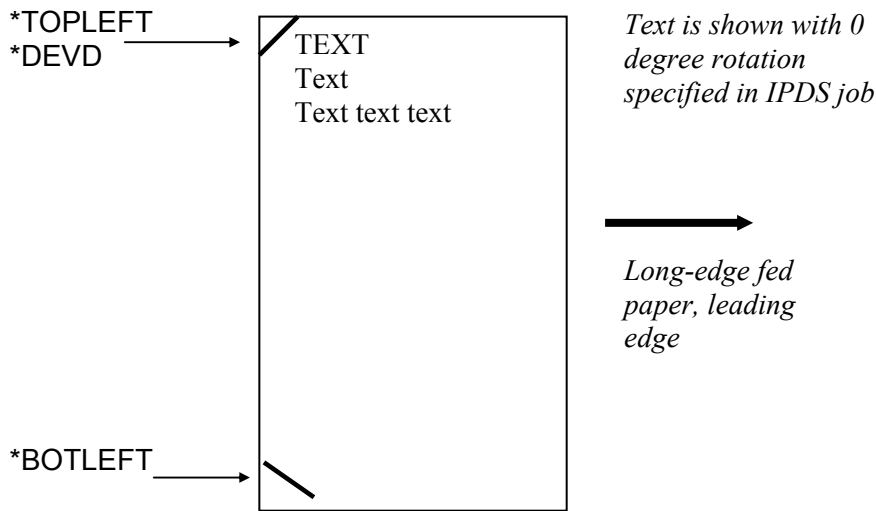 *TOPLEFT
*DEVD
TEXT
Text
Text text text
Text is shown with 0
degree rotation
specified in IPDS job
Long-edge fed
paper, leading
edge
*BOTLEFT